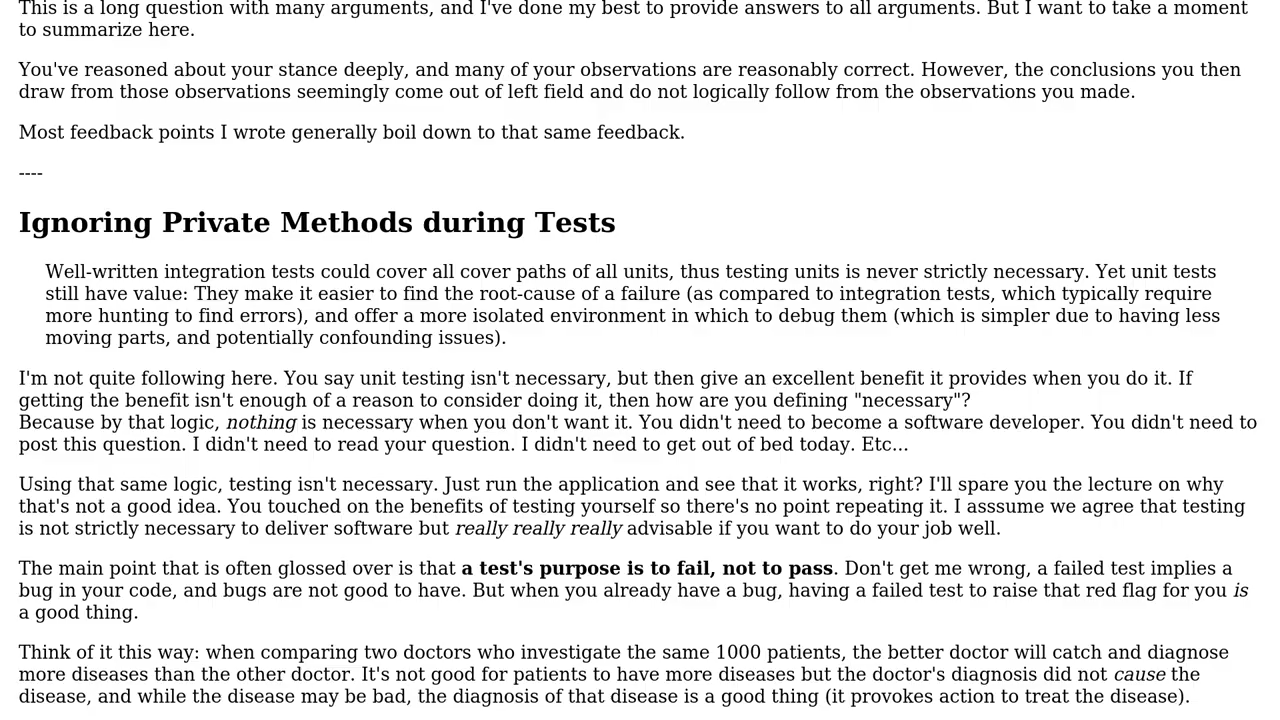 This is a long question with many arguments, and I've done my best to provide answers to all arguments. But I want to take a moment
to summarize here.
You've reasoned about your stance deeply, and many of your observations are reasonably correct. However, the conclusions you then
draw from those observations seemingly come out of left field and do not logically follow from the observations you made.
Most feedback points I wrote generally boil down to that same feedback.
----
Ignoring Private Methods during Tests
Well-written integration tests could cover all cover paths of all units, thus testing units is never strictly necessary. Yet unit tests
still have value: They make it easier to find the root-cause of a failure (as compared to integration tests, which typically require
more hunting to find errors), and offer a more isolated environment in which to debug them (which is simpler due to having less
moving parts, and potentially confounding issues).
I'm not quite following here. You say unit testing isn't necessary, but then give an excellent benefit it provides when you do it. If
getting the benefit isn't enough of a reason to consider doing it, then how are you defining "necessary"?
Because by that logic, nothing is necessary when you don't want it. You didn't need to become a software developer. You didn't need to
post this question. I didn't need to read your question. I didn't need to get out of bed today. Etc...
Using that same logic, testing isn't necessary. Just run the application and see that it works, right? I'll spare you the lecture on why
that's not a good idea. You touched on the benefits of testing yourself so there's no point repeating it. I asssume we agree that testing
is not strictly necessary to deliver software but really really really advisable if you want to do your job well.
The main point that is often glossed over is that a test's purpose is to fail, not to pass. Don't get me wrong, a failed test implies a
bug in your code, and bugs are not good to have. But when you already have a bug, having a failed test to raise that red flag for you is
a good thing.
Think of it this way: when comparing two doctors who investigate the same 1000 patients, the better doctor will catch and diagnose
more diseases than the other doctor. It's not good for patients to have more diseases but the doctor's diagnosis did not cause the
disease, and while the disease may be bad, the diagnosis of that disease is a good thing (it provokes action to treat the disease).